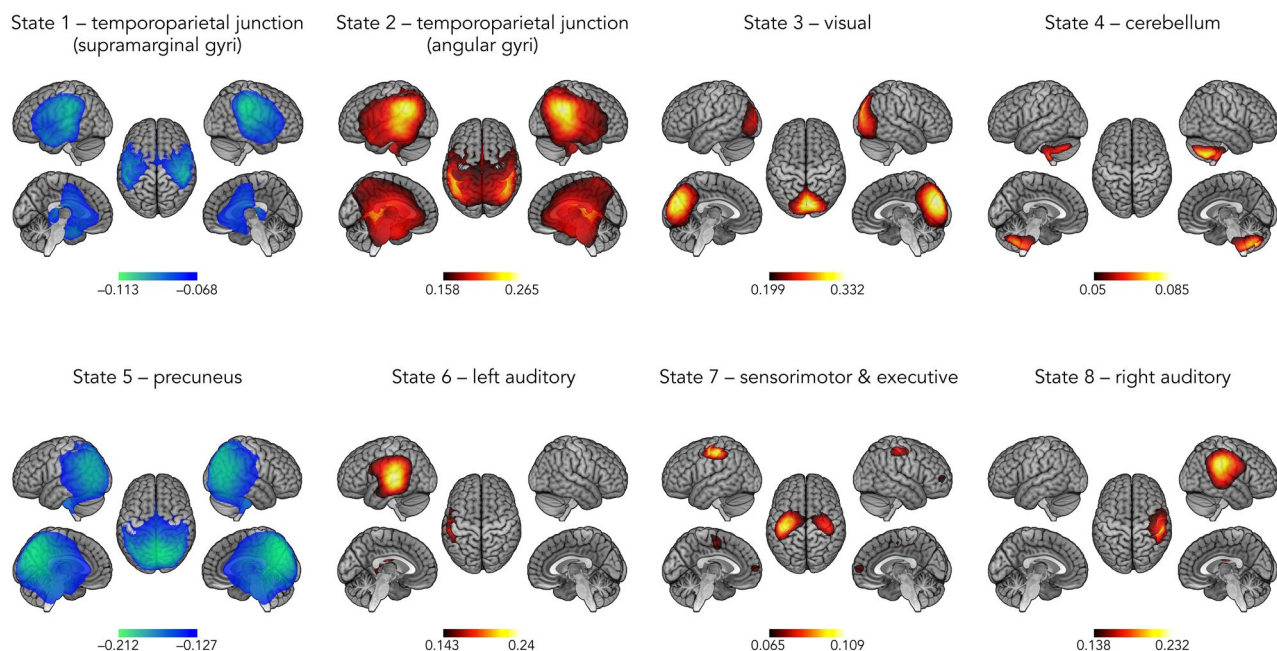 State 1 – temporoparietal junction
(supramarginal gyri)
State 2 – temporoparietal junction
(angular gyri)
State 3 – visual
State 4 – cerebellum
−0.113 −0.068
0.158 0.265
0.199 0.332
0.05 0.085
State 5 – precuneus
State 6 – left auditory
State 7 – sensorimotor & executive
State 8 – right auditory
−0.212 −0.127
0.143 0.24
0.065 0.109
0.138 0.232